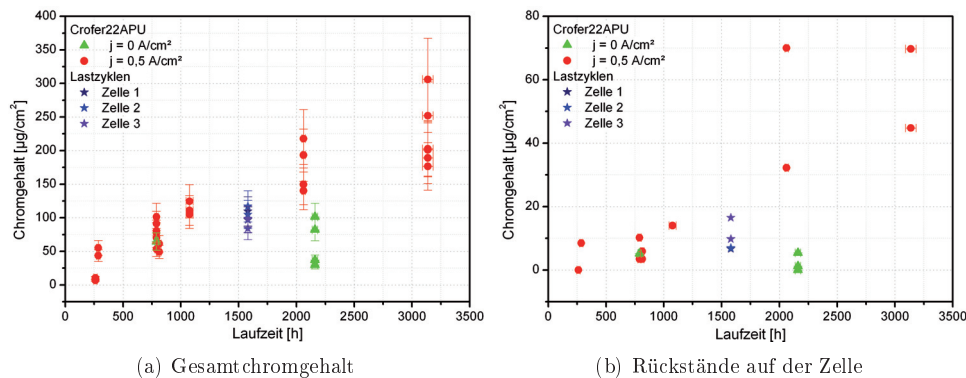 400
350
300
250
200
150
100
50
0
Chromgehalt [µg/cm²]
Crofer22APU
j = 0 A/cm²
j = 0,5 A/cm²
Lastzyklen
Zelle 1
Zelle 2
Zelle 3
0 500 1000 1500 2000 2500 3000 3500
Laufzeit [h]
(a) Gesamtchromgehalt
80
60
40
20
0
-10
Chromgehalt [µg/cm²]
Crofer22APU
j = 0 A/cm²
j = 0,5 A/cm²
Lastzyklen
Zelle 1
Zelle 2
Zelle 3
0 500 1000 1500 2000 2500 3000 3500
Laufzeit [h]
(b) Rückstände auf der Zelle